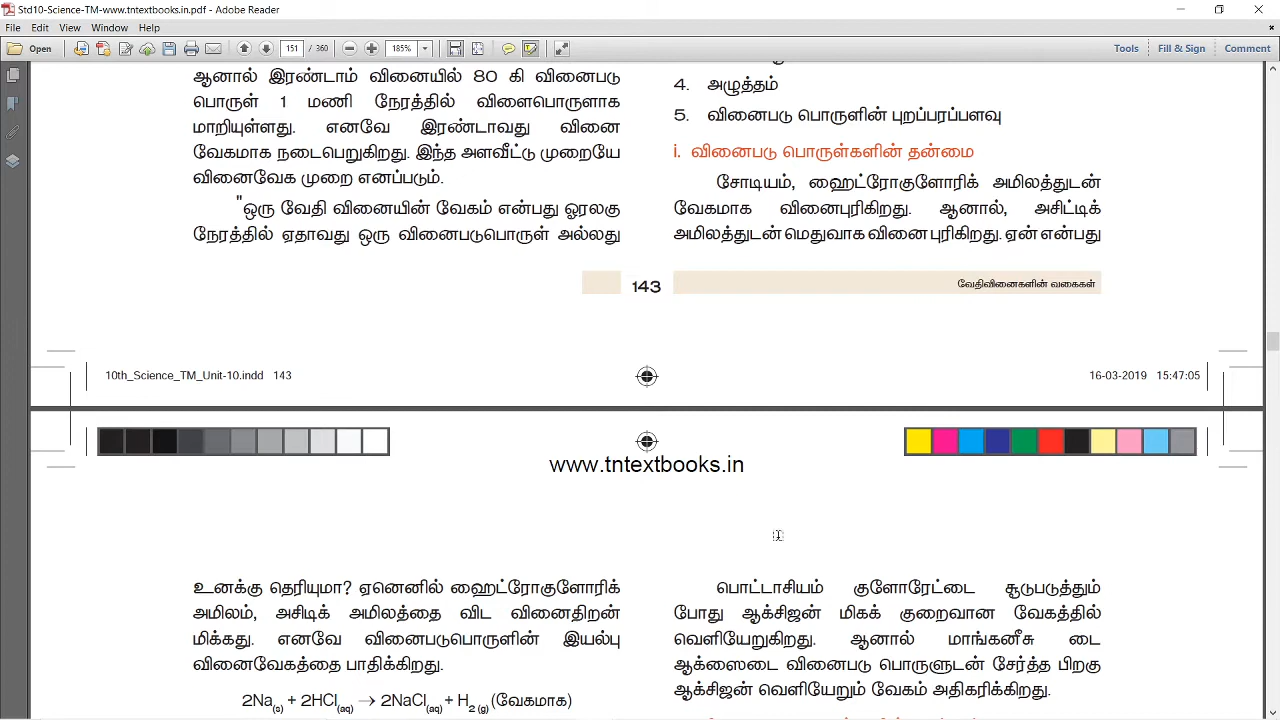 Std10-Science-TM-www.tntextbooks.in.pdf - Adobe Reader
File Edit View Window Help
Open 151 / 360 185% Tools Fill & Sign Comment
ஆனால் இரண்டாம் வினையில் 80 கி வினைபடு
பொருள் 1 மணி நேரத்தில் விளைபொருளாக
மாறியுள்ளது. எனவே இரண்டாவது வினை
வேகமாக நடைபெறுகிறது. இந்த அளவீட்டு முறையே
வினைவேக முறை எனப்படும்.
"ஒரு வேதி வினையின் வேகம் என்பது ஓரலகு
நேரத்தில் ஏதாவது ஒரு வினைபடுபொருள் அல்லது
4. அழுத்தம்
5. வினைபடு பொருளின் புறப்பரப்பளவு
i. வினைபடு பொருள்களின் தன்மை
சோடியம், ஹைட்ரோகுளோரிக் அமிலத்துடன்
வேகமாக வினைபுரிகிறது. ஆனால், அசிட்டிக்
அமிலத்துடன் மெதுவாக வினை புரிகிறது. ஏன் என்பது
143 வேதிவினைகளின் வகைகள்
10th_Science_TM_Unit-10.indd 143 16-03-2019 15:47:05
www.tntextbooks.in
உனக்கு தெரியுமா? ஏனெனில் ஹைட்ரோகுளோரிக்
அமிலம், அசிடிக் அமிலத்தை விட வினைதிறன்
மிக்கது. எனவே வினைபடுபொருளின் இயல்பு
வினைவேகத்தை பாதிக்கிறது.
2Na(s) + 2HCl(aq) → 2NaCl(aq) + H2 (g) (வேகமாக)
பொட்டாசியம் குளோரேட்டை சூடுபடுத்தும்
போது ஆக்சிஜன் மிகக் குறைவான வேகத்தில்
வெளியேறுகிறது. ஆனால் மாங்கனீசு டை
ஆக்ஸைடை வினைபடு பொருளுடன் சேர்த்த பிறகு
ஆக்சிஜன் வெளியேறும் வேகம் அதிகரிக்கிறது.